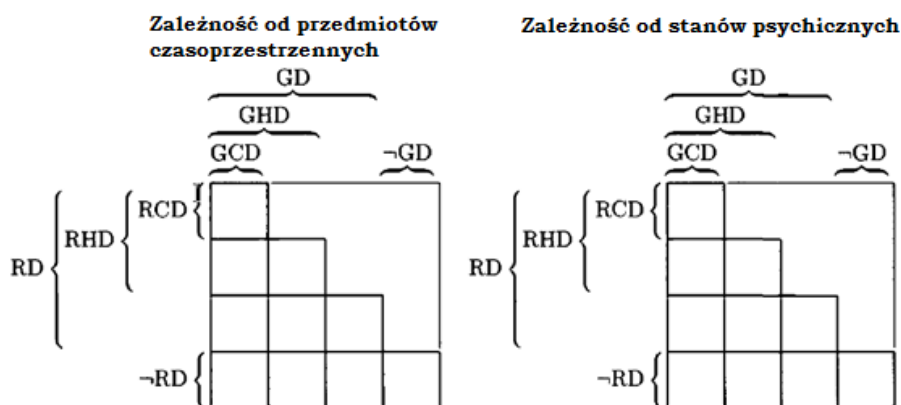 Zależność od przedmiotów
czasoprzestrzennych
GD
GHD
GCD ¬GD
RCD
RHD
RD
¬RD
Zależność od stanów psychicznych
GD
GHD
GCD ¬GD
RCD
RHD
RD
¬RD